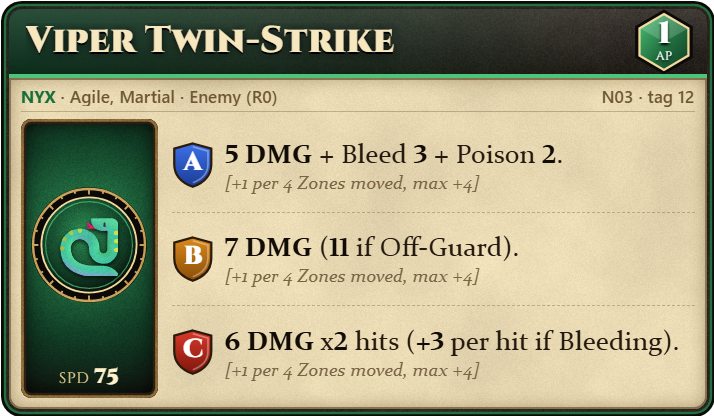 Viper Twin-Strike
1
AP
NYX · Agile, Martial · Enemy (R0)
N03 · tag 12
A
5 DMG + Bleed 3 + Poison 2.
[+1 per 4 Zones moved, max +4]
B
7 DMG (11 if Off-Guard).
[+1 per 4 Zones moved, max +4]
C
6 DMG x2 hits (+3 per hit if Bleeding).
[+1 per 4 Zones moved, max +4]
SPD 75